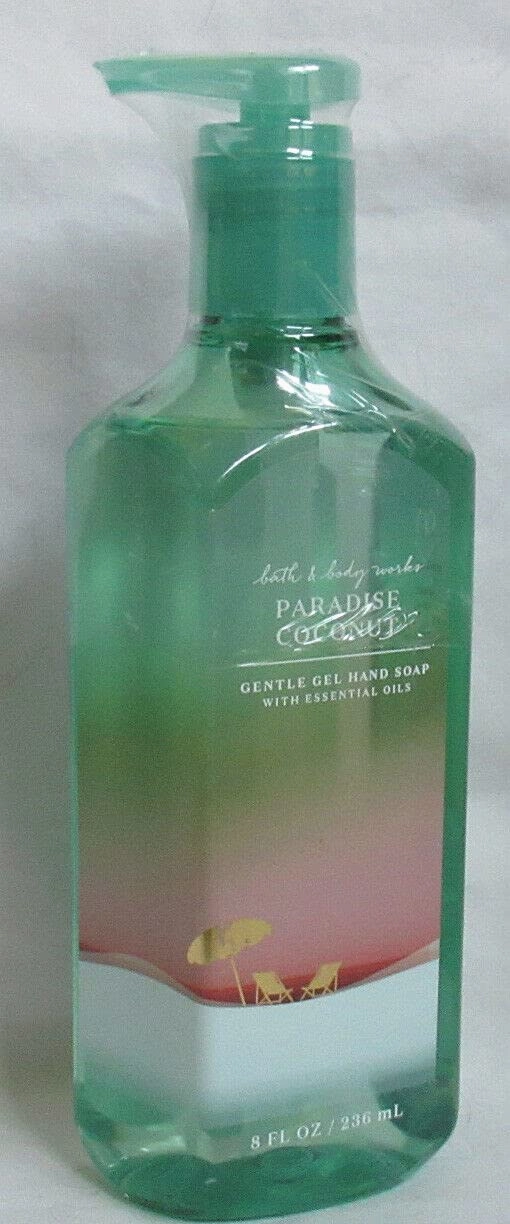 bath & body works
PARADISE
COCONUT
GENTLE GEL HAND SOAP
WITH ESSENTIAL OILS
8 FL OZ / 236 mL